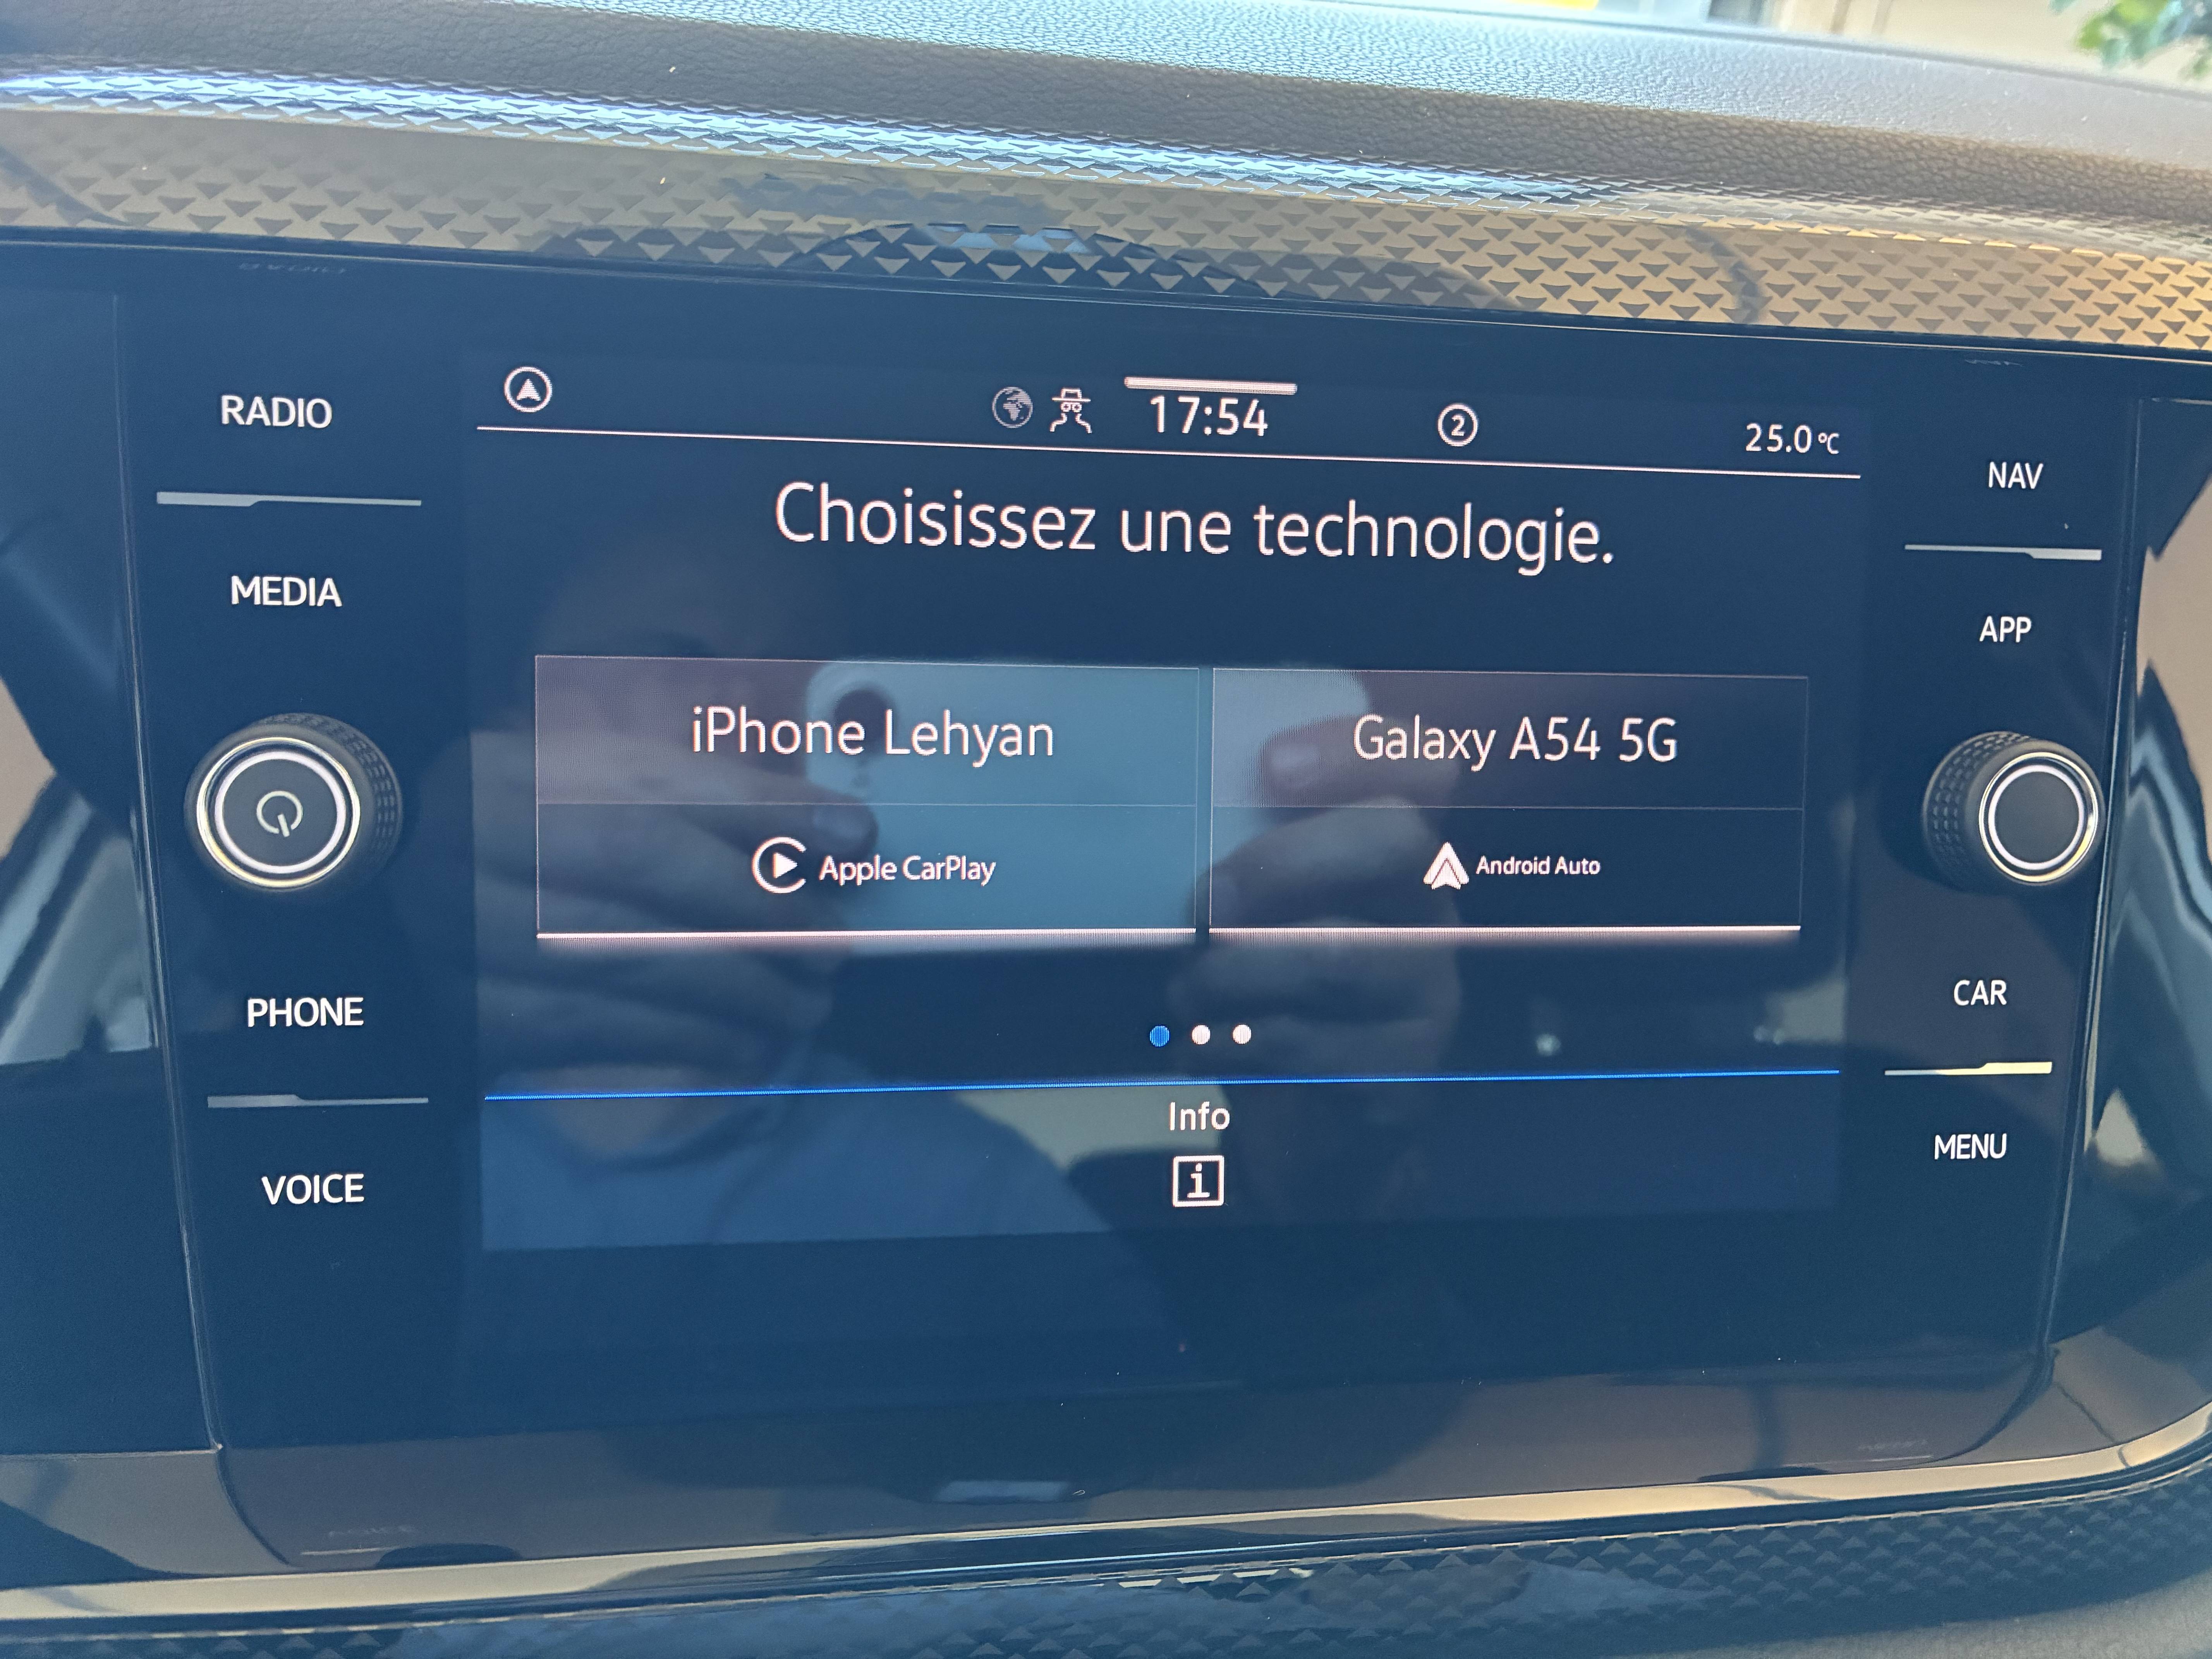 RADIO
MEDIA
PHONE
VOICE
17:54
2
25.0 °C
Choisissez une technologie.
iPhone Lehyan
Apple CarPlay
Galaxy A54 5G
Android Auto
Info
i
NAV
APP
CAR
MENU